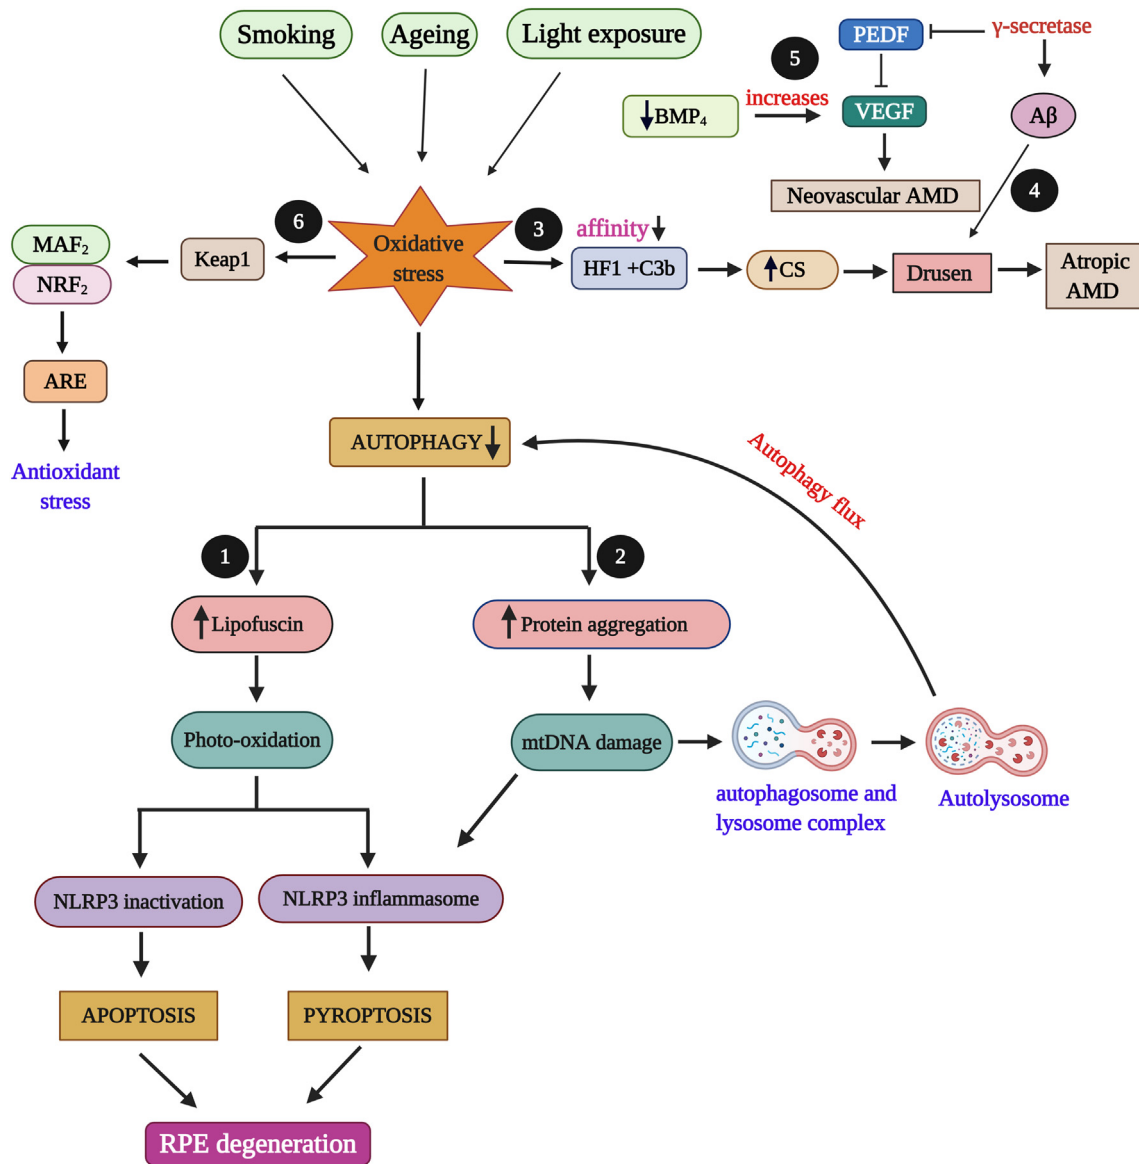 Smoking
Ageing
Light exposure
PEDF
γ-secretase
5
increases
BMP₄
VEGF
Aβ
Neovascular AMD
4
6
3
affinity
MAF₂
NRF₂
Keap1
Oxidative
stress
HF1 +C3b
CS
Drusen
Atropic
AMD
ARE
Antioxidant
stress
AUTOPHAGY
Autophagy flux
1
2
Lipofuscin
Protein aggregation
Photo-oxidation
mtDNA damage
autophagosome and
lysosome complex
Autolysosome
NLRP3 inactivation
NLRP3 inflammasome
APOPTOSIS
PYROPTOSIS
RPE degeneration